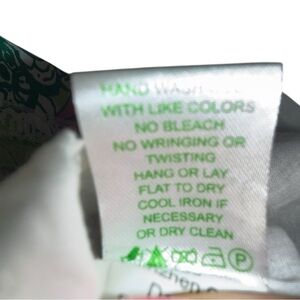 HAND WASH
WITH LIKE COLORS
NO BLEACH
NO WRINGING OR
TWISTING
HANG OR LAY
FLAT TO DRY
COOL IRON IF
NECESSARY
OR DRY CLEAN
P